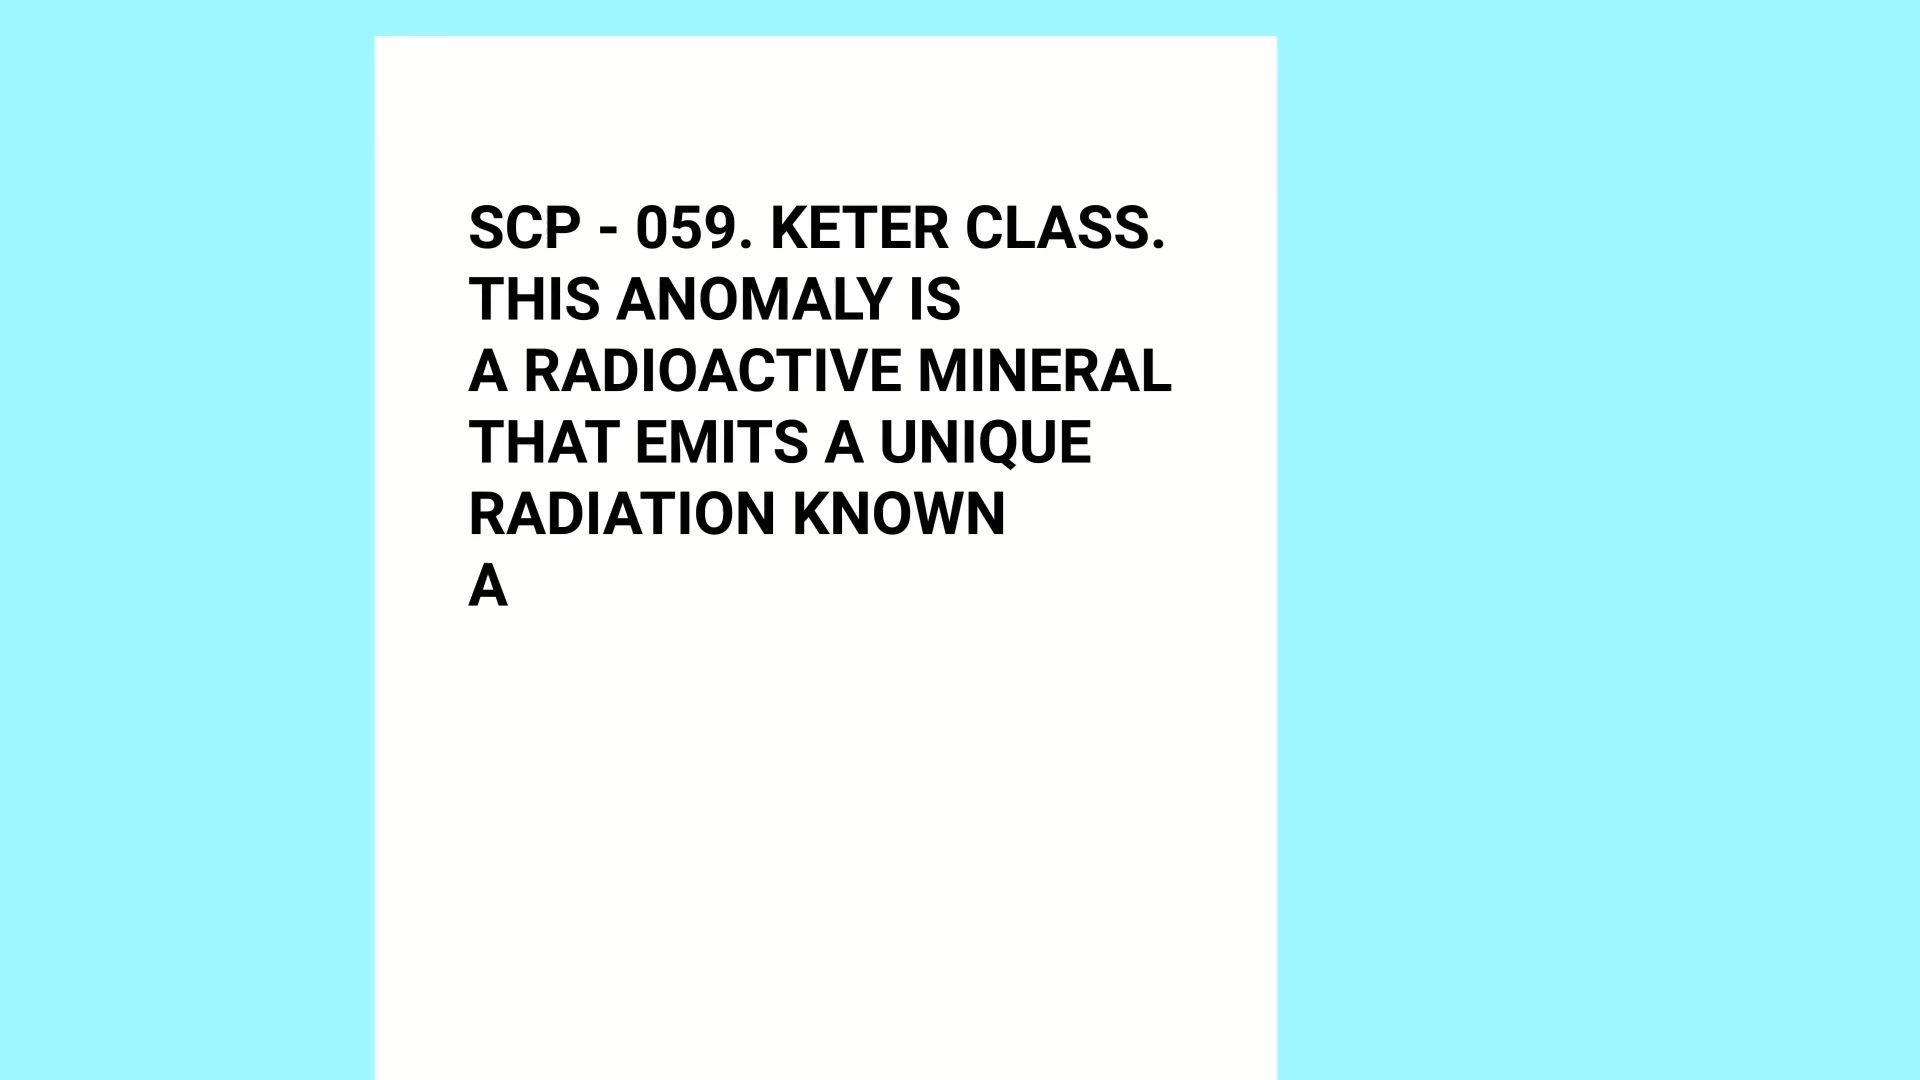 SCP - 059. KETER CLASS.
THIS ANOMALY IS
A RADIOACTIVE MINERAL
THAT EMITS A UNIQUE
RADIATION KNOWN
A